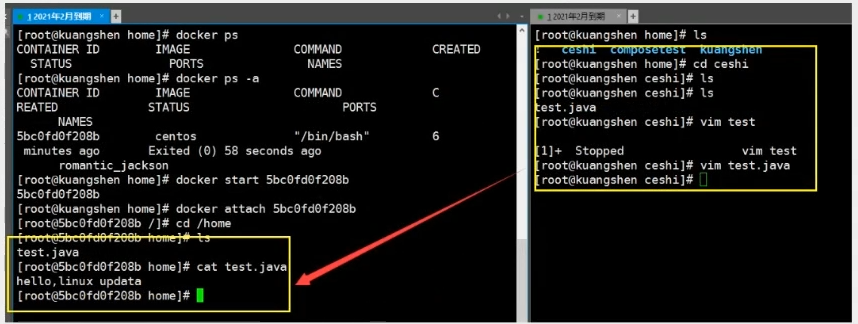 1 2021年2月到期 × +
[root@kuangshen home]# docker ps
CONTAINER ID IMAGE COMMAND CREATED
STATUS PORTS NAMES
[root@kuangshen home]# docker ps -a
CONTAINER ID IMAGE COMMAND C
REATED STATUS PORTS
NAMES
5bc0fd0f208b centos "/bin/bash" 6
minutes ago Exited (0) 58 seconds ago
romantic_jackson
[root@kuangshen home]# docker start 5bc0fd0f208b
5bc0fd0f208b
[root@kuangshen home]# docker attach 5bc0fd0f208b
[root@5bc0fd0f208b /]# cd /home
[root@5bc0fd0f208b home]# ls
test.java
[root@5bc0fd0f208b home]# cat test.java
hello,linux updata
[root@5bc0fd0f208b home]#
1 2021年2月到期 × +
[root@kuangshen home]# ls
ceshi composetest kuangshen
[root@kuangshen home]# cd ceshi
[root@kuangshen ceshi]# ls
[root@kuangshen ceshi]# ls
test.java
[root@kuangshen ceshi]# vim test
[1]+ Stopped vim test
[root@kuangshen ceshi]# vim test.java
[root@kuangshen ceshi]#